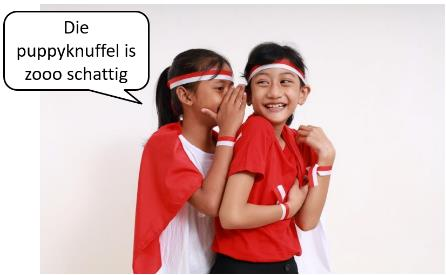 Die
puppyknuffel is
zooo schattig